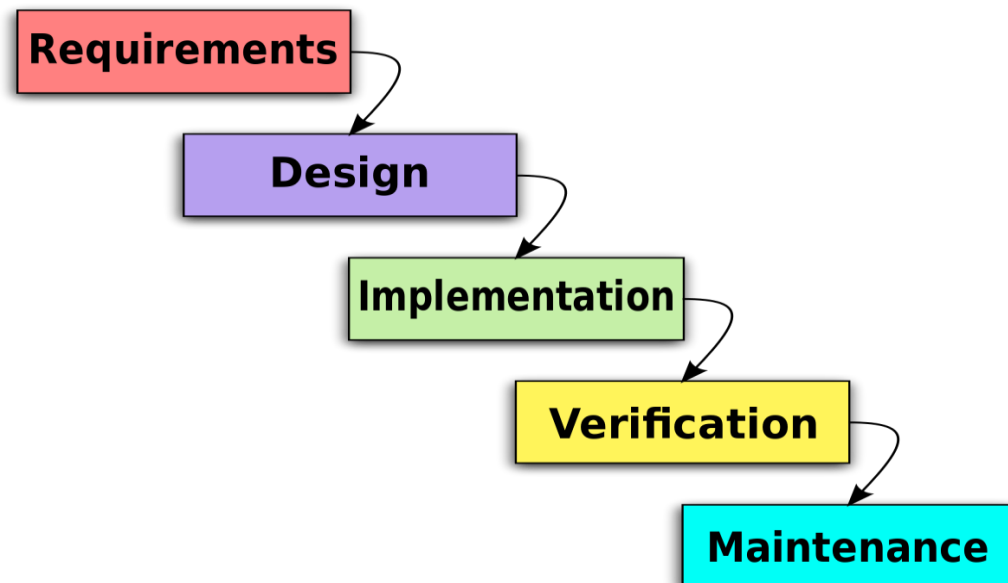 Requirements
Design
Implementation
Verification
Maintenance